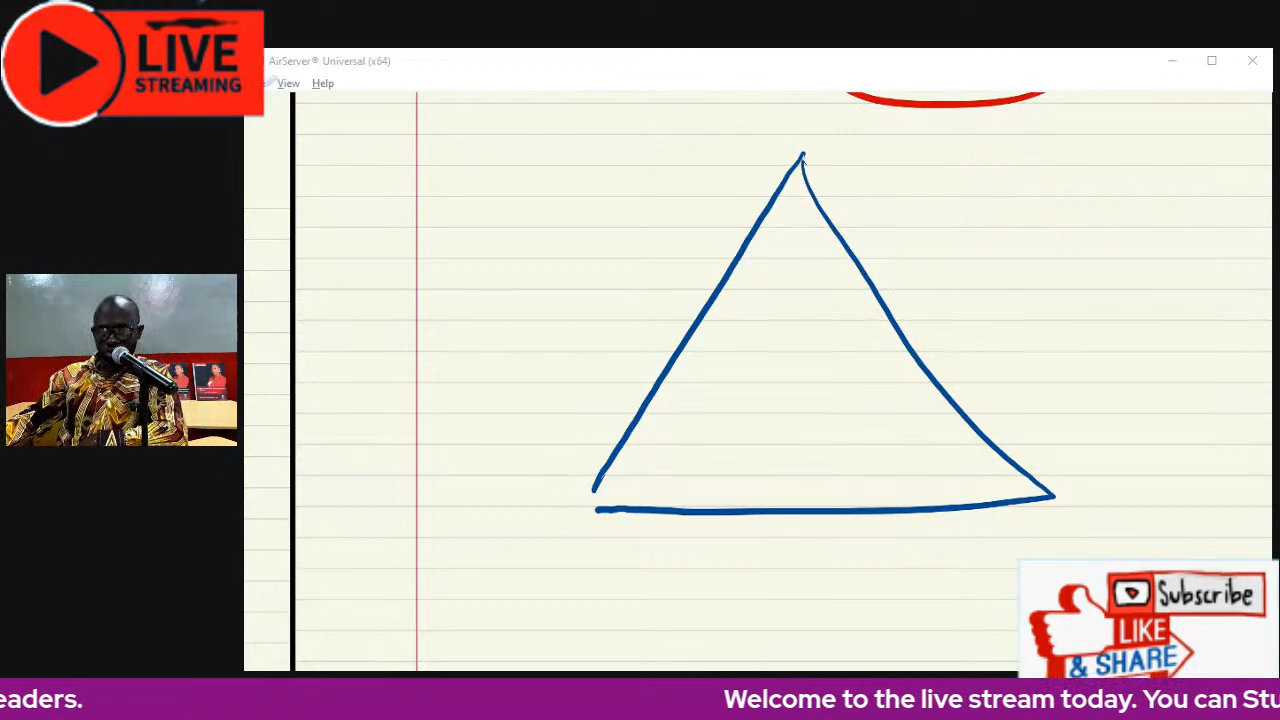 LIVE
STREAMING
AirServer® Universal (x64)
View
Help
Subscribe
LIKE
& SHARE
eaders.
Welcome to the live stream today. You can Stu